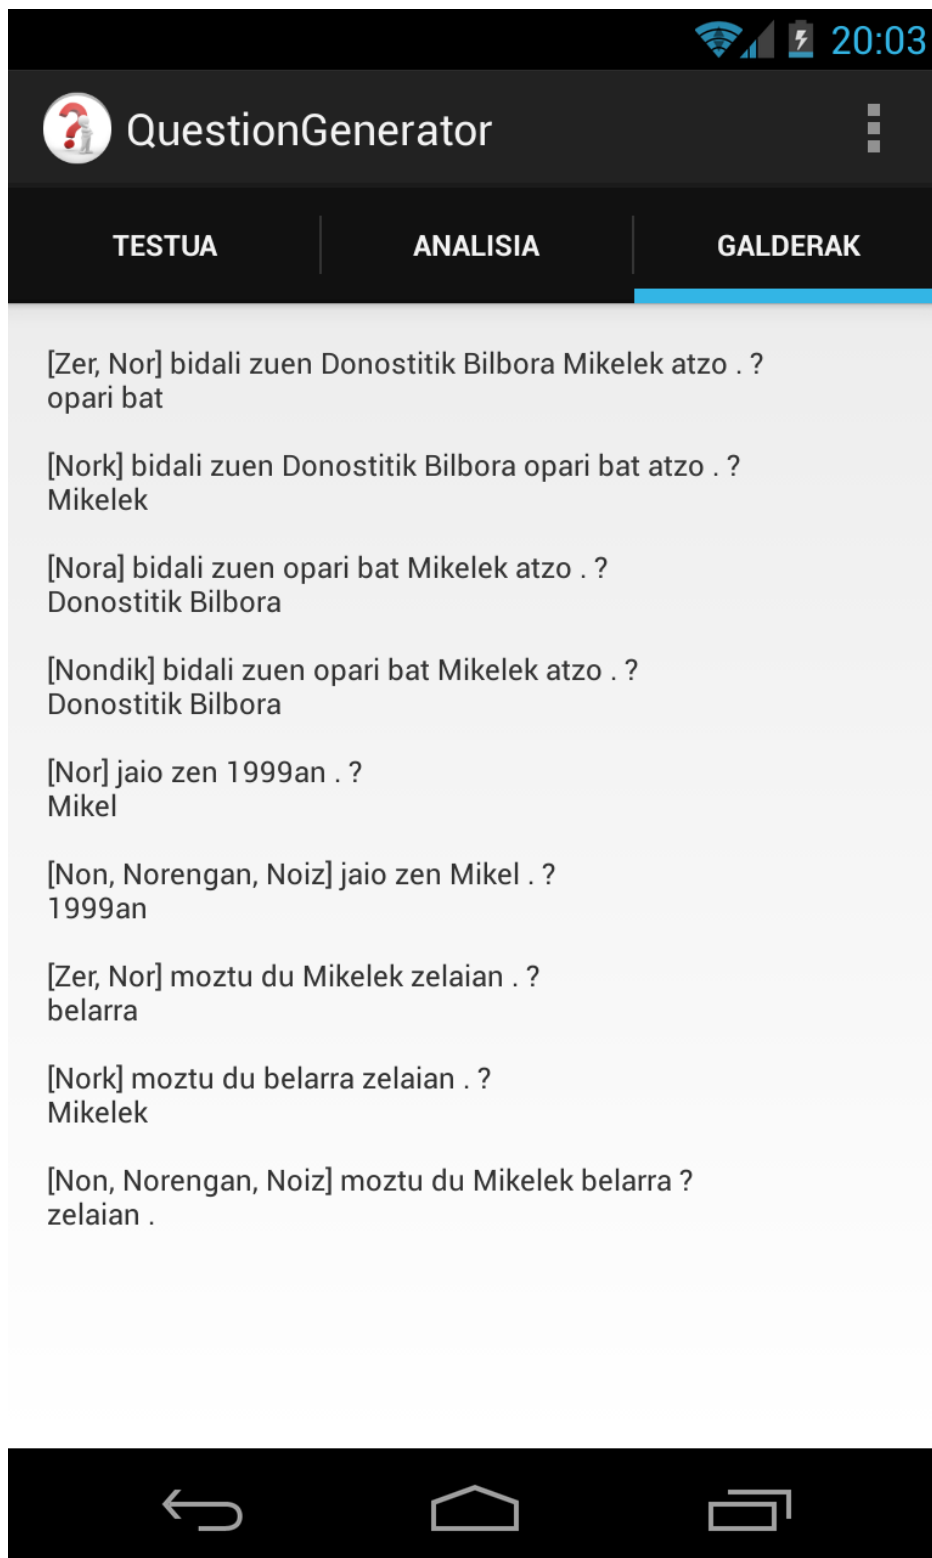 20:03
QuestionGenerator
TESTUA ANALISIA GALDERAK
[Zer, Nor] bidali zuen Donostitik Bilbora Mikelek atzo . ?
opari bat
[Nork] bidali zuen Donostitik Bilbora opari bat atzo . ?
Mikelek
[Nora] bidali zuen opari bat Mikelek atzo . ?
Donostitik Bilbora
[Nondik] bidali zuen opari bat Mikelek atzo . ?
Donostitik Bilbora
[Nor] jaio zen 1999an . ?
Mikel
[Non, Norengan, Noiz] jaio zen Mikel . ?
1999an
[Zer, Nor] moztu du Mikelek zelaian . ?
belarra
[Nork] moztu du belarra zelaian . ?
Mikelek
[Non, Norengan, Noiz] moztu du Mikelek belarra ?
zelaian .